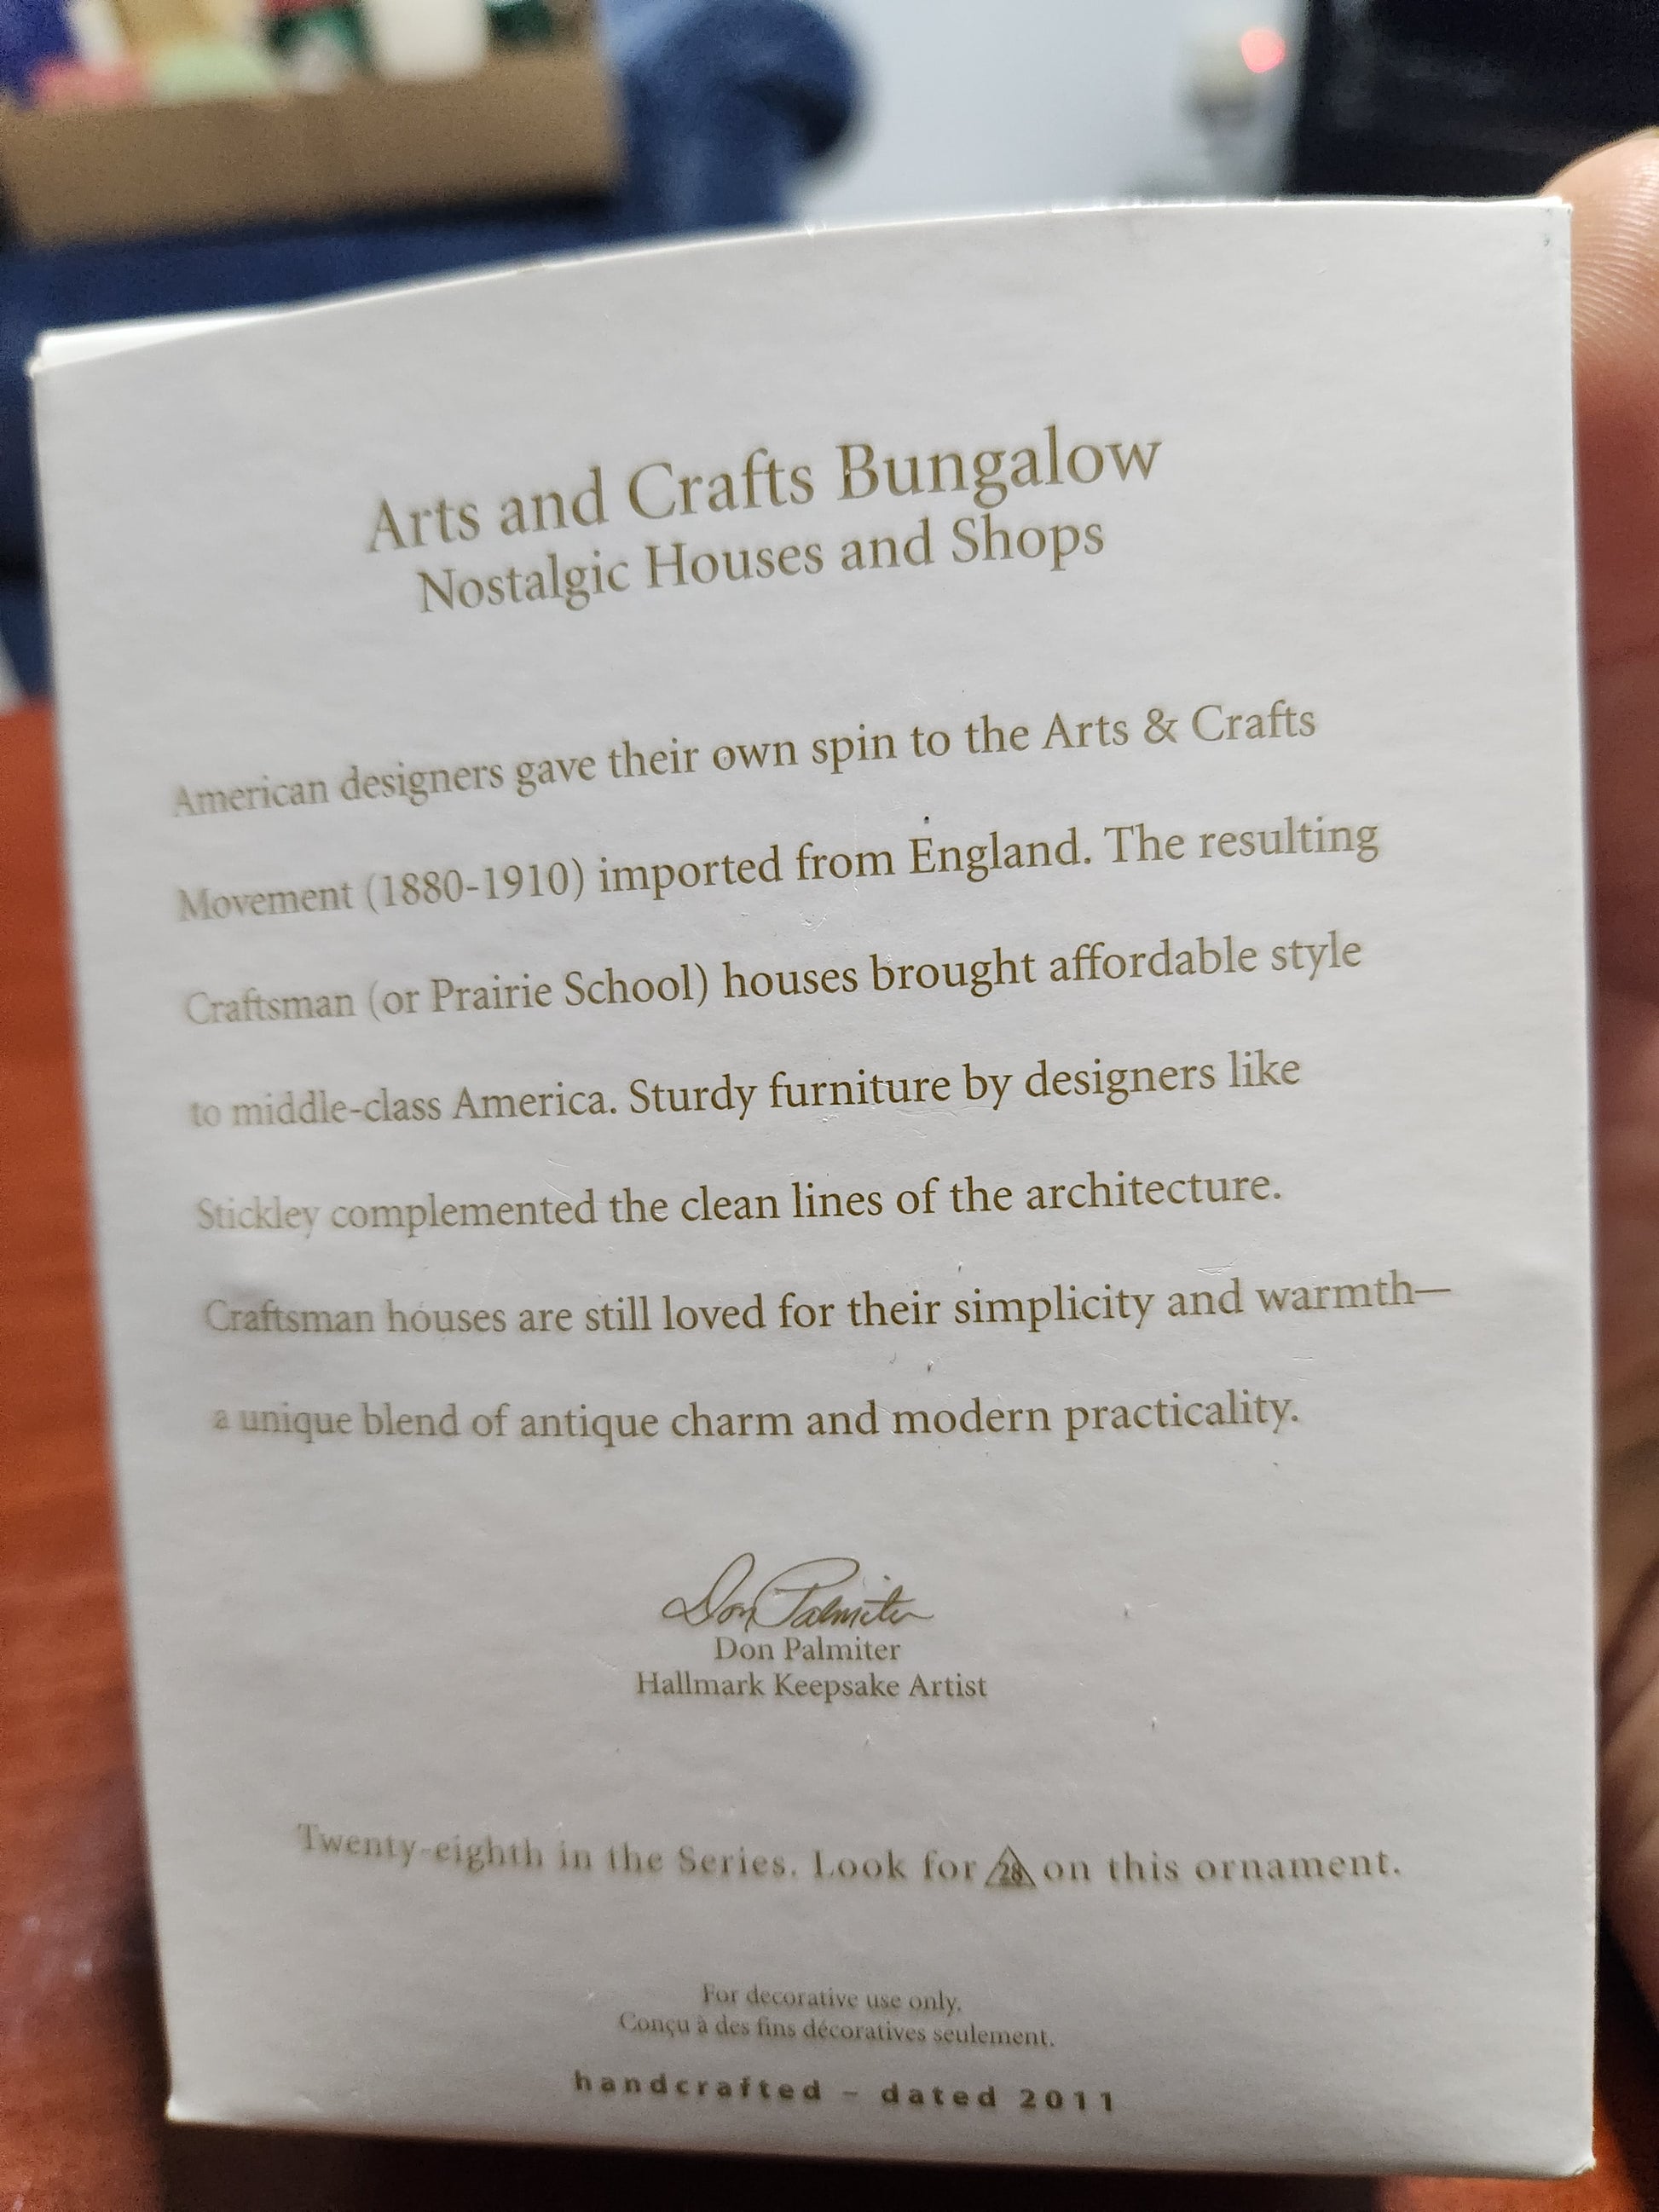 Arts and Crafts Bungalow
Nostalgic Houses and Shops
American designers gave their own spin to the Arts & Crafts
Movement (1880-1910) imported from England. The resulting
Craftsman (or Prairie School) houses brought affordable style
to middle-class America. Sturdy furniture by designers like
Stickley complemented the clean lines of the architecture.
Craftsman houses are still loved for their simplicity and warmth—
a unique blend of antique charm and modern practicality.
Don Palmiter
Don Palmiter
Hallmark Keepsake Artist
Twenty-eighth in the Series. Look for 28 on this ornament.
For decorative use only.
Conçu à des fins décoratives seulement.
handcrafted – dated 2011